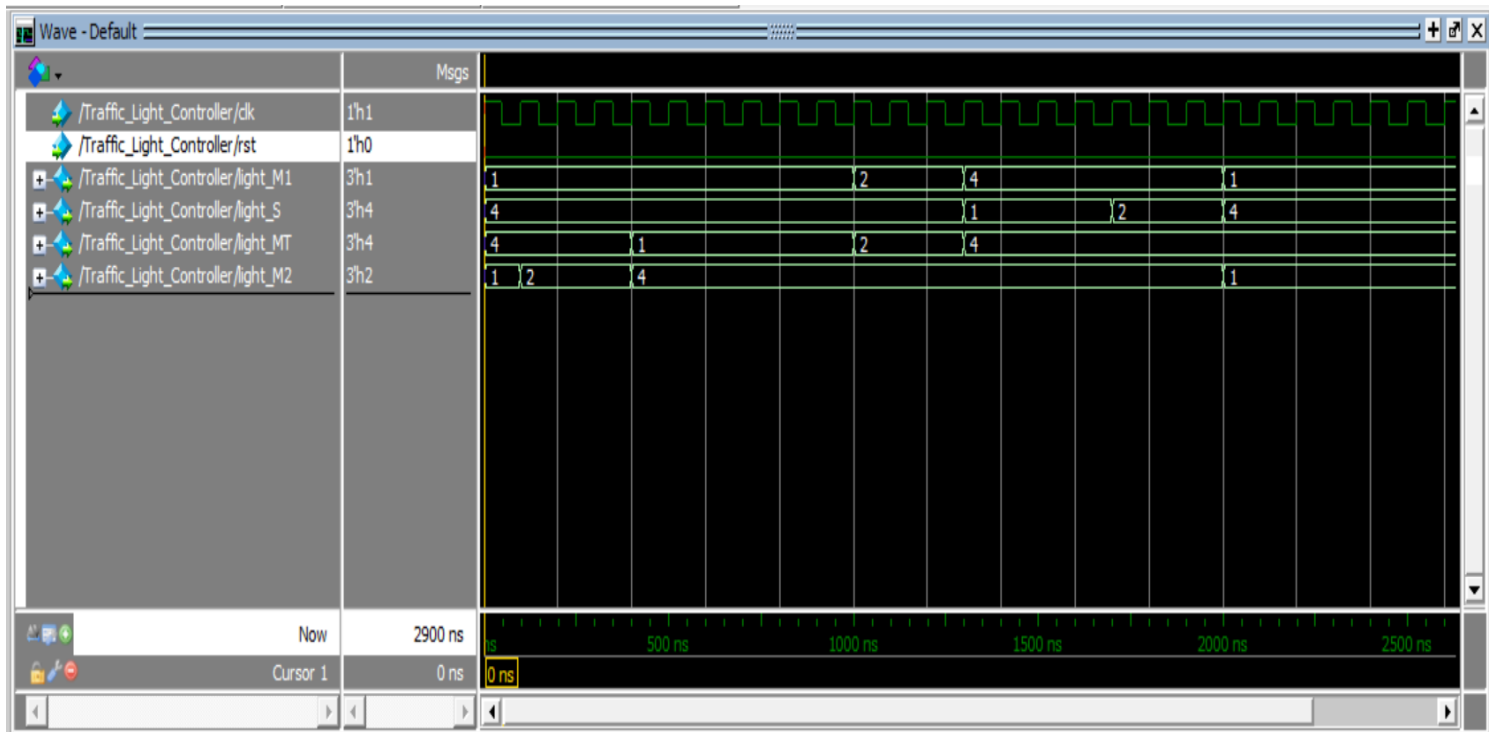 Wave - Default
Msgs
/Traffic_Light_Controller/clk 1'h1
/Traffic_Light_Controller/rst 1'h0
/Traffic_Light_Controller/light_M1 3'h1 1 2 4 1
/Traffic_Light_Controller/light_S 3'h4 4 1 2 4
/Traffic_Light_Controller/light_MT 3'h4 4 1 2 4
/Traffic_Light_Controller/light_M2 3'h2 1 2 4 1
Now 2900 ns ns 500 ns 1000 ns 1500 ns 2000 ns 2500 ns
Cursor 1 0 ns 0 ns